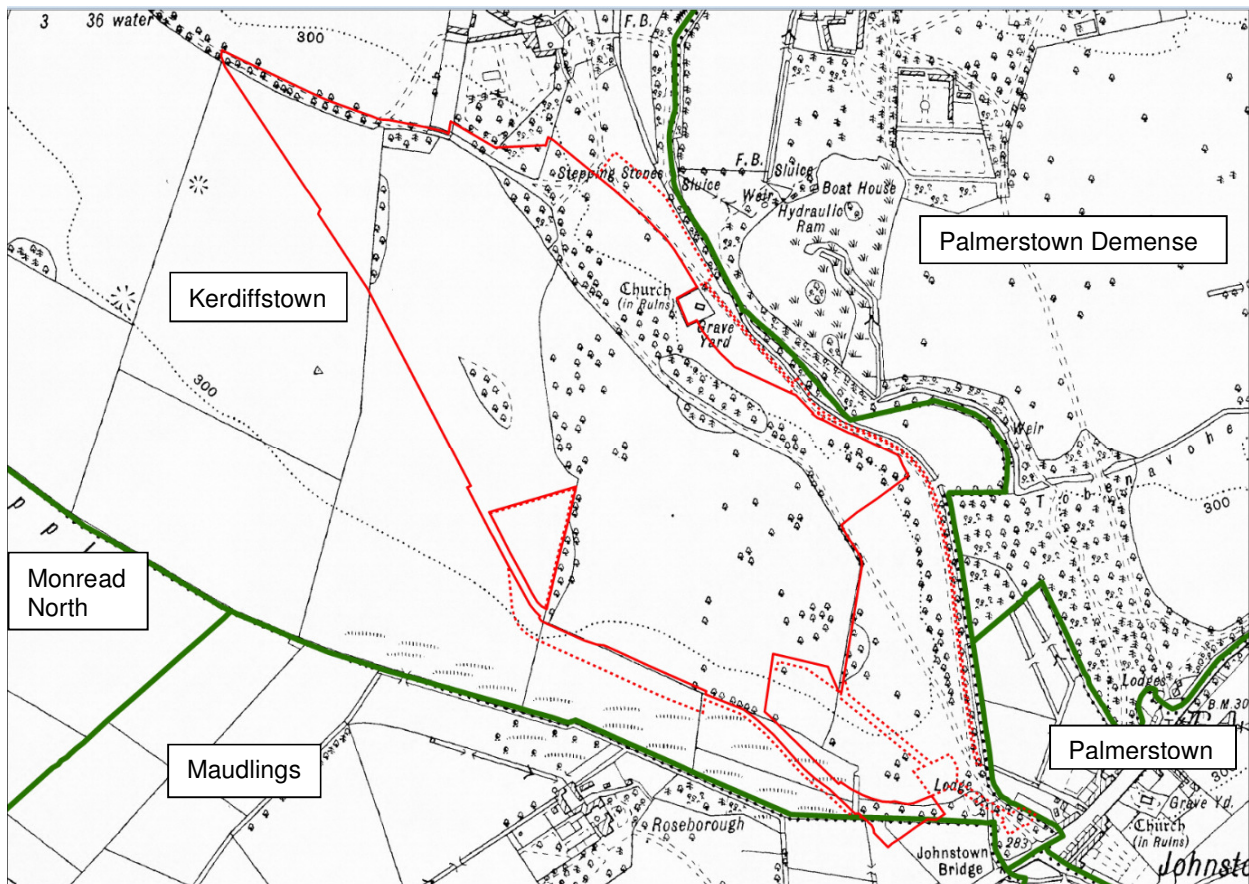 3 36 water
300
F. B.
F. B.
Stepping Stones
Sluice
Sluice
Weir
Boat House
Hydraulic
Ram
Palmerstown Demense
Kerdiffstown
Church
(in Ruins)
Grave
Yard
300
Weir
Tobenavohe
300
p p l
Monread
North
Lodges
B.M. 30
Palmerstown
Maudlings
Lodge
300
Grave Yd.
Roseborough
Church
(in Ruins)
283
Johnstown
Bridge
Johnsto